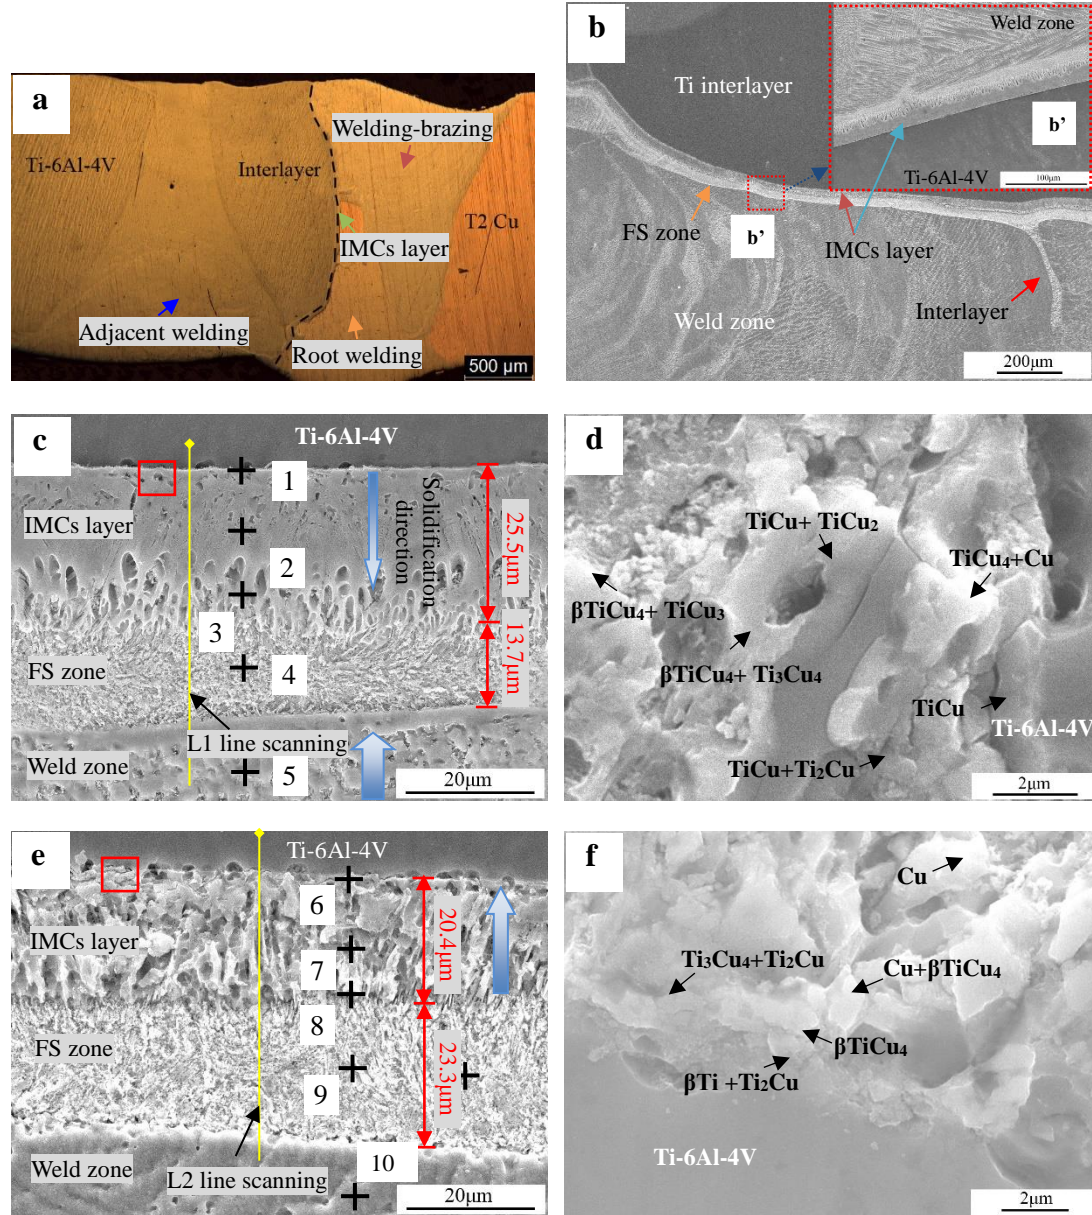 a
Ti-6Al-4V
Interlayer
Welding-brazing
IMCs layer
T2 Cu
Adjacent welding
Root welding
500 μm
b
Ti interlayer
Weld zone
b’
Ti-6Al-4V
100μm
FS zone
b’
IMCs layer
Weld zone
Interlayer
200μm
c
Ti-6Al-4V
1
IMCs layer
Solidification
direction
25.5μm
2
3
FS zone
4
13.7μm
L1 line scanning
Weld zone
5
20μm
d
TiCu+ TiCu₂
TiCu₄+Cu
βTiCu₄+ TiCu₃
βTiCu₄+ Ti₃Cu₄
TiCu
Ti-6Al-4V
TiCu+Ti₂Cu
2μm
e
Ti-6Al-4V
6
IMCs layer
20.4μm
7
8
FS zone
23.3μm
9
Weld zone
L2 line scanning
10
20μm
f
Cu
Ti₃Cu₄+Ti₂Cu
Cu+βTiCu₄
βTiCu₄
βTi +Ti₂Cu
Ti-6Al-4V
2μm